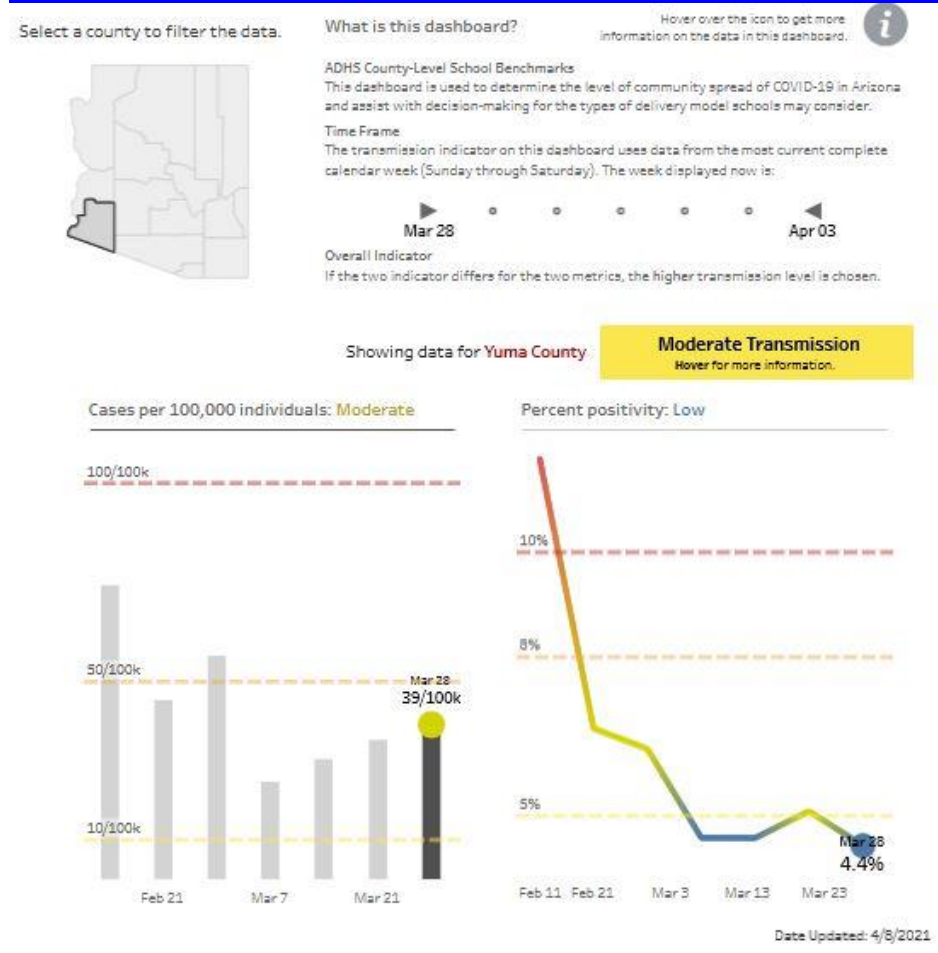 Select a county to filter the data.
What is this dashboard?
Hover over the icon to get more
information on the data in this dashboard.
i
ADHS County-Level School Benchmarks
This dashboard is used to determine the level of community spread of COVID-19 in Arizona
and assist with decision-making for the types of delivery model schools may consider.
Time Frame
The transmission indicator on this dashboard uses data from the most current complete
calendar week (Sunday through Saturday). The week displayed now is:
Mar 28
Apr 03
Overall Indicator
If the two indicator differs for the two metrics, the higher transmission level is chosen.
Showing data for Yuma County
Moderate Transmission
Hover for more information.
Cases per 100,000 individuals: Moderate
100/100k
50/100k
Mar 28
39/100k
10/100k
Feb 21
Mar 7
Mar 21
Percent positivity: Low
10%
8%
5%
Mar 28
4.4%
Feb 11
Feb 21
Mar 3
Mar 13
Mar 23
Date Updated: 4/8/2021